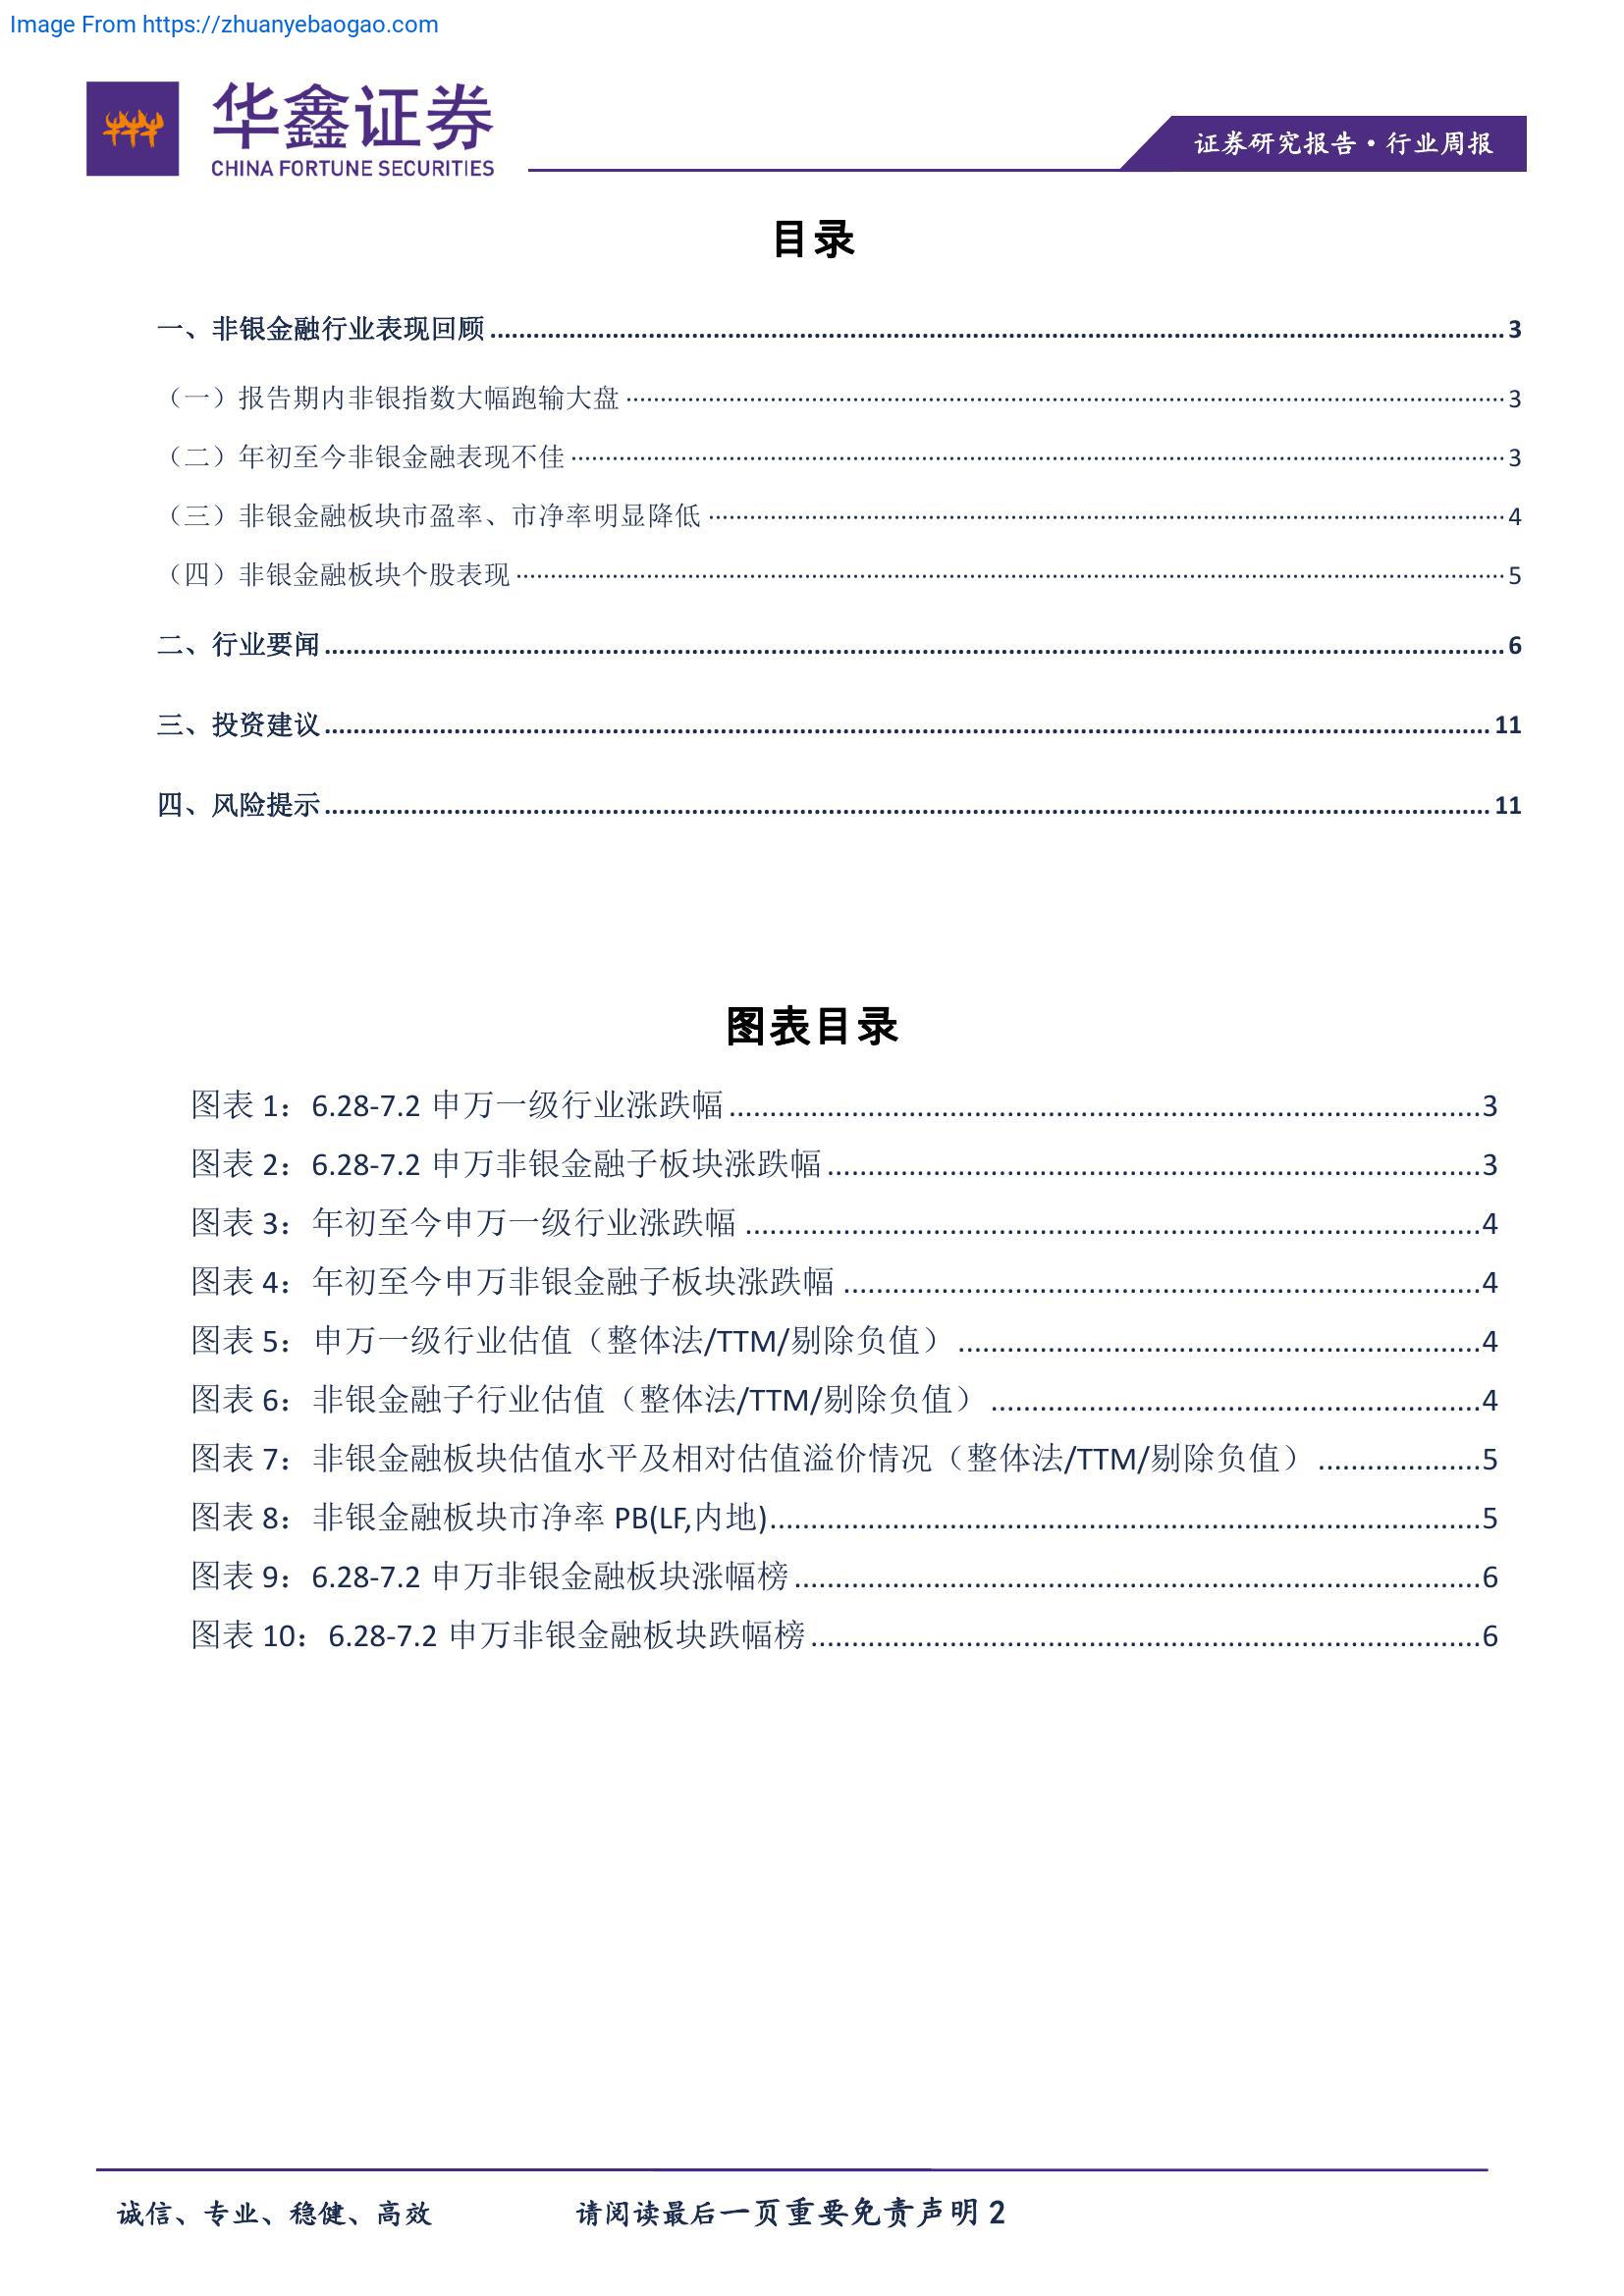 Image From https://zhuanyebaogao.com
华鑫证券
CHINA FORTUNE SECURITIES
证券研究报告·行业周报
目录
一、非银金融行业表现回顾 3
（一）报告期内非银指数大幅跑输大盘 3
（二）年初至今非银金融表现不佳 3
（三）非银金融板块市盈率、市净率明显降低 4
（四）非银金融板块个股表现 5
二、行业要闻 6
三、投资建议 11
四、风险提示 11
图表目录
图表 1：6.28-7.2 申万一级行业涨跌幅 3
图表 2：6.28-7.2 申万非银金融子板块涨跌幅 3
图表 3：年初至今申万一级行业涨跌幅 4
图表 4：年初至今申万非银金融子板块涨跌幅 4
图表 5：申万一级行业估值（整体法/TTM/剔除负值） 4
图表 6：非银金融子行业估值（整体法/TTM/剔除负值） 4
图表 7：非银金融板块估值水平及相对估值溢价情况（整体法/TTM/剔除负值） 5
图表 8：非银金融板块市净率 PB(LF,内地) 5
图表 9：6.28-7.2 申万非银金融板块涨幅榜 6
图表 10：6.28-7.2 申万非银金融板块跌幅榜 6
诚信、专业、稳健、高效 请阅读最后一页重要免责声明 2